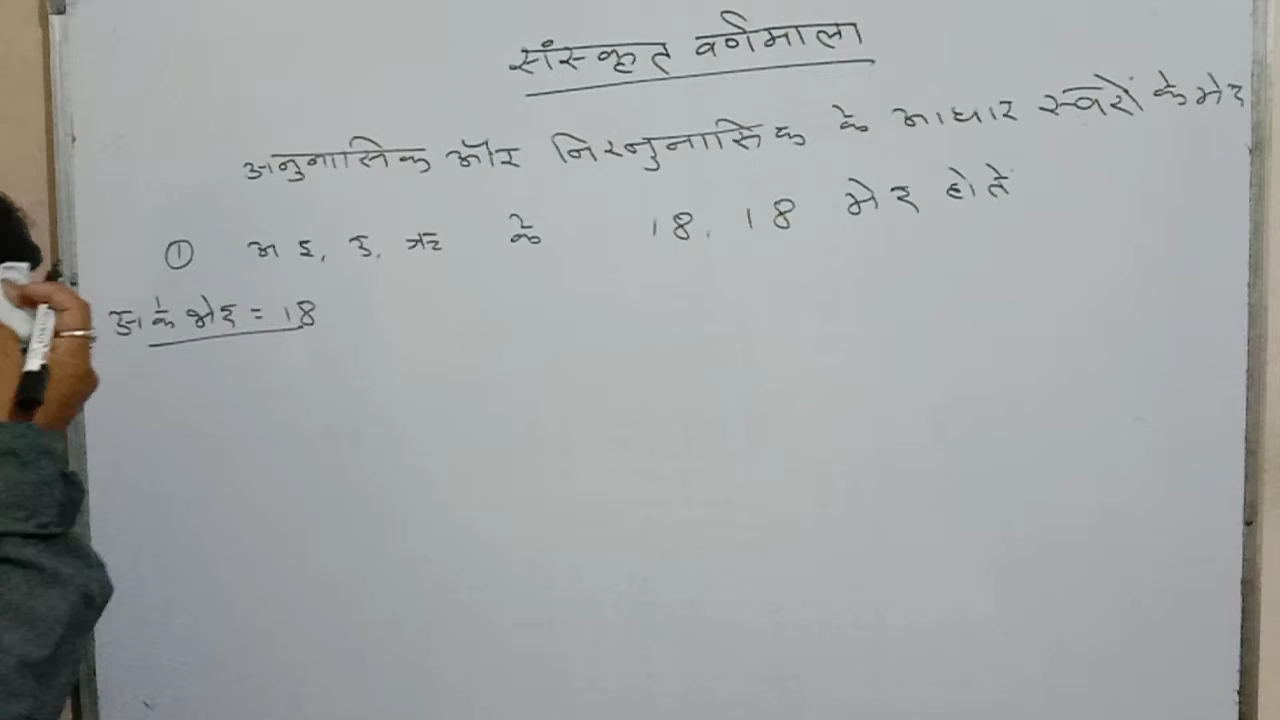 संस्कृत वर्णमाला
अनुनासिक और निरनुनासिक के आधार स्वरों के भेद
① अ इ, उ, ऋ के 18, 18 भेद होते
अ के भेद = 18